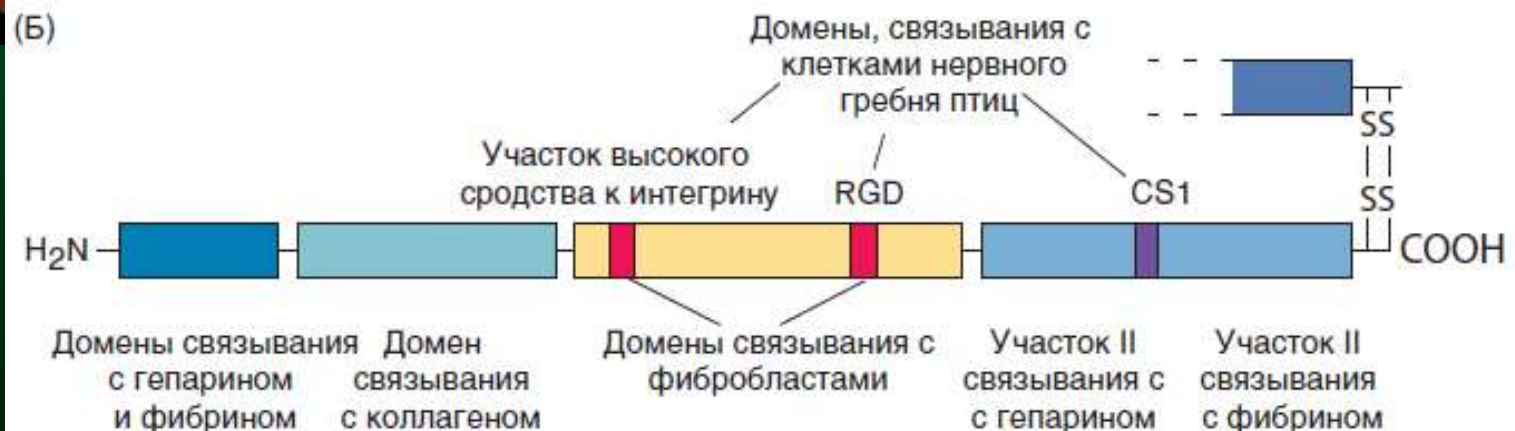 (Б)
Домены, связывания с
клетками нервного
гребня птиц
SS
SS
Участок высокого
сродства к интегрину
RGD
CS1
H2N
COOH
Домены связывания
с гепарином
и фибрином
Домен
связывания
с коллагеном
Домены связывания с
фибробластами
Участок II
связывания с
с гепарином
Участок II
связывания
с фибрином